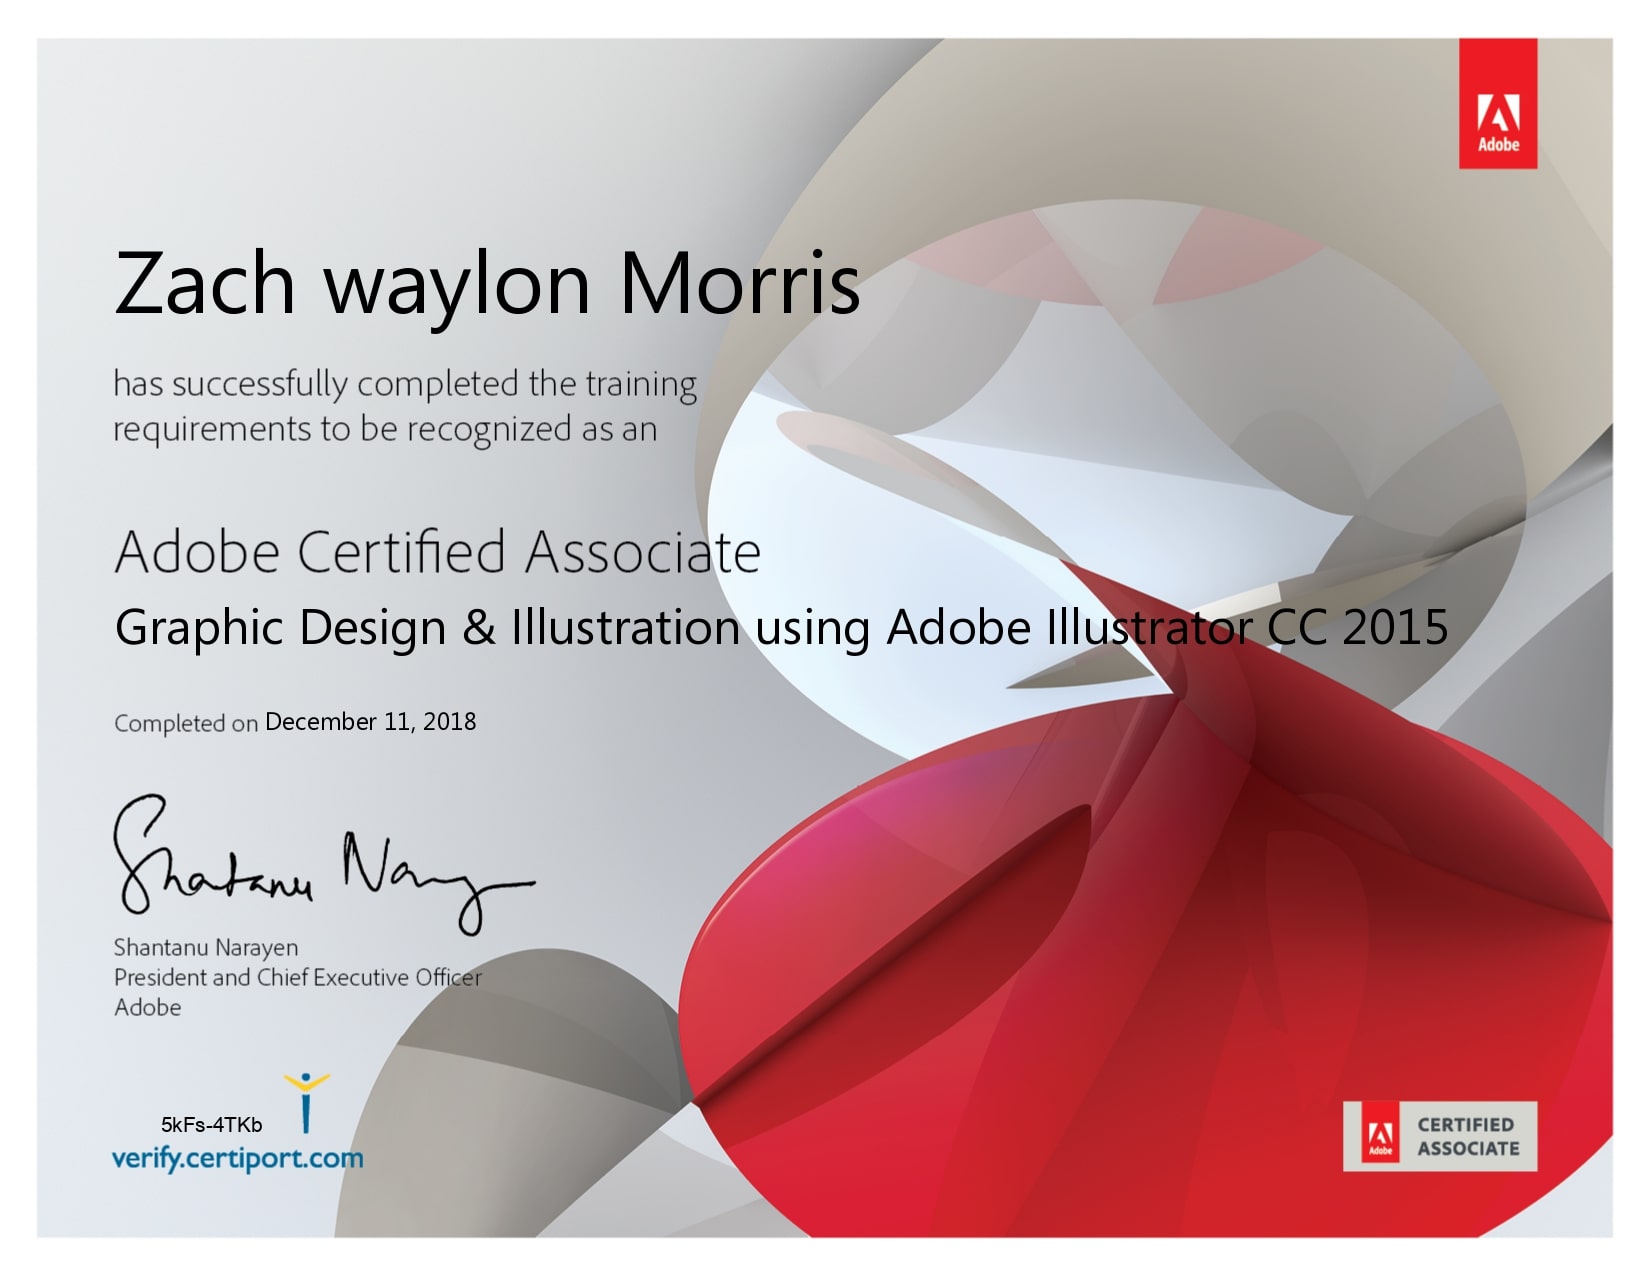 Adobe
Zach waylon Morris
has successfully completed the training
requirements to be recognized as an
Adobe Certified Associate
Graphic Design & Illustration using Adobe Illustrator CC 2015
Completed on December 11, 2018
Shantanu Narayen
Shantanu Narayen
President and Chief Executive Officer
Adobe
5kFs-4TKb
verify.certiport.com
Adobe
CERTIFIED
ASSOCIATE